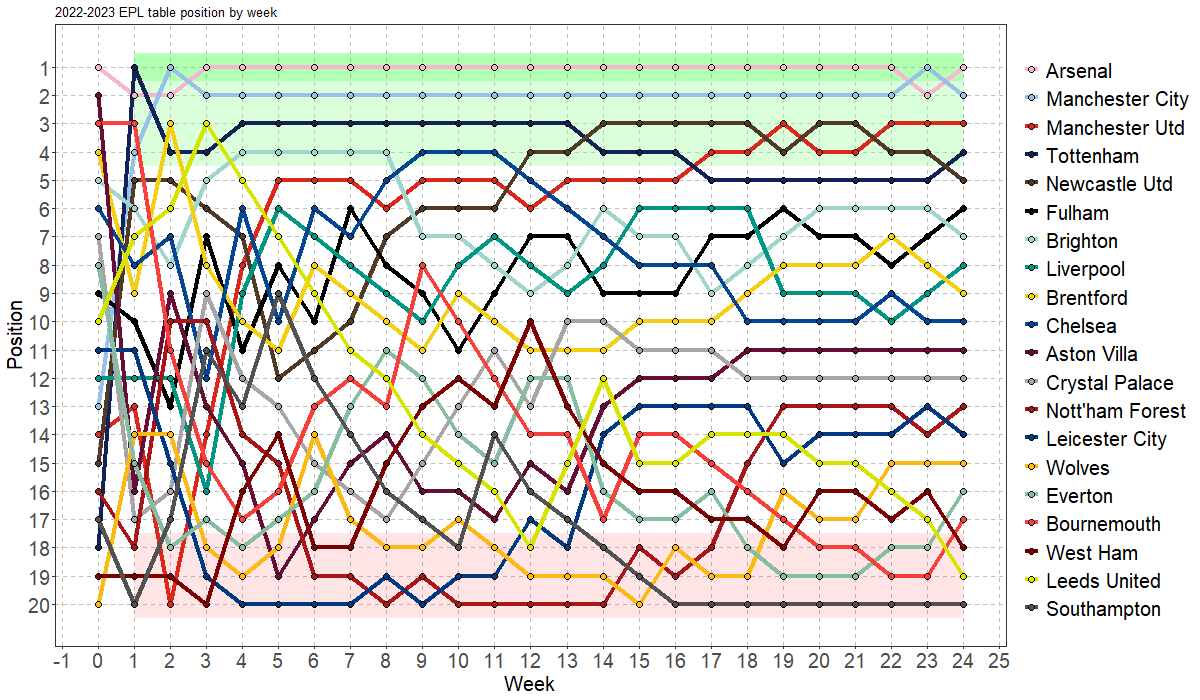 2022-2023 EPL table position by week
Position
1
2
3
4
5
6
7
8
9
10
11
12
13
14
15
16
17
18
19
20
-1 0 1 2 3 4 5 6 7 8 9 10 11 12 13 14 15 16 17 18 19 20 21 22 23 24 25
Week
Arsenal
Manchester City
Manchester Utd
Tottenham
Newcastle Utd
Fulham
Brighton
Liverpool
Brentford
Chelsea
Aston Villa
Crystal Palace
Nott'ham Forest
Leicester City
Wolves
Everton
Bournemouth
West Ham
Leeds United
Southampton